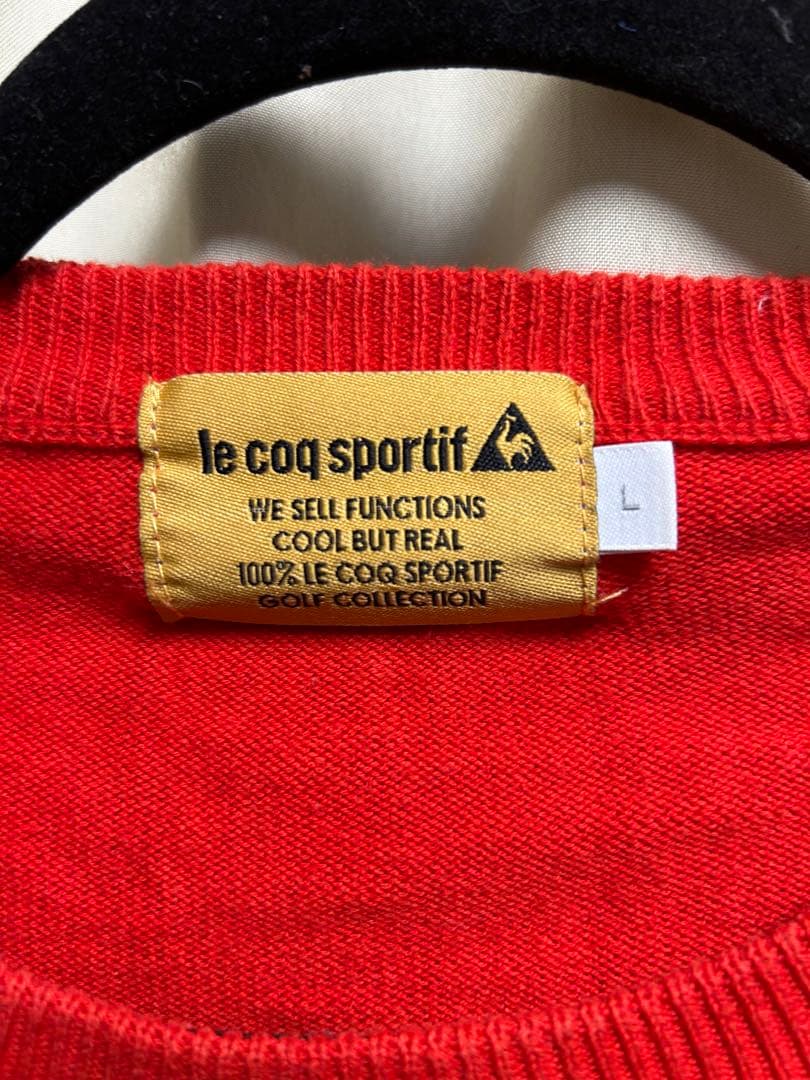 le coq sportif
L
WE SELL FUNCTIONS
COOL BUT REAL
100% LE COQ SPORTIF
GOLF COLLECTION